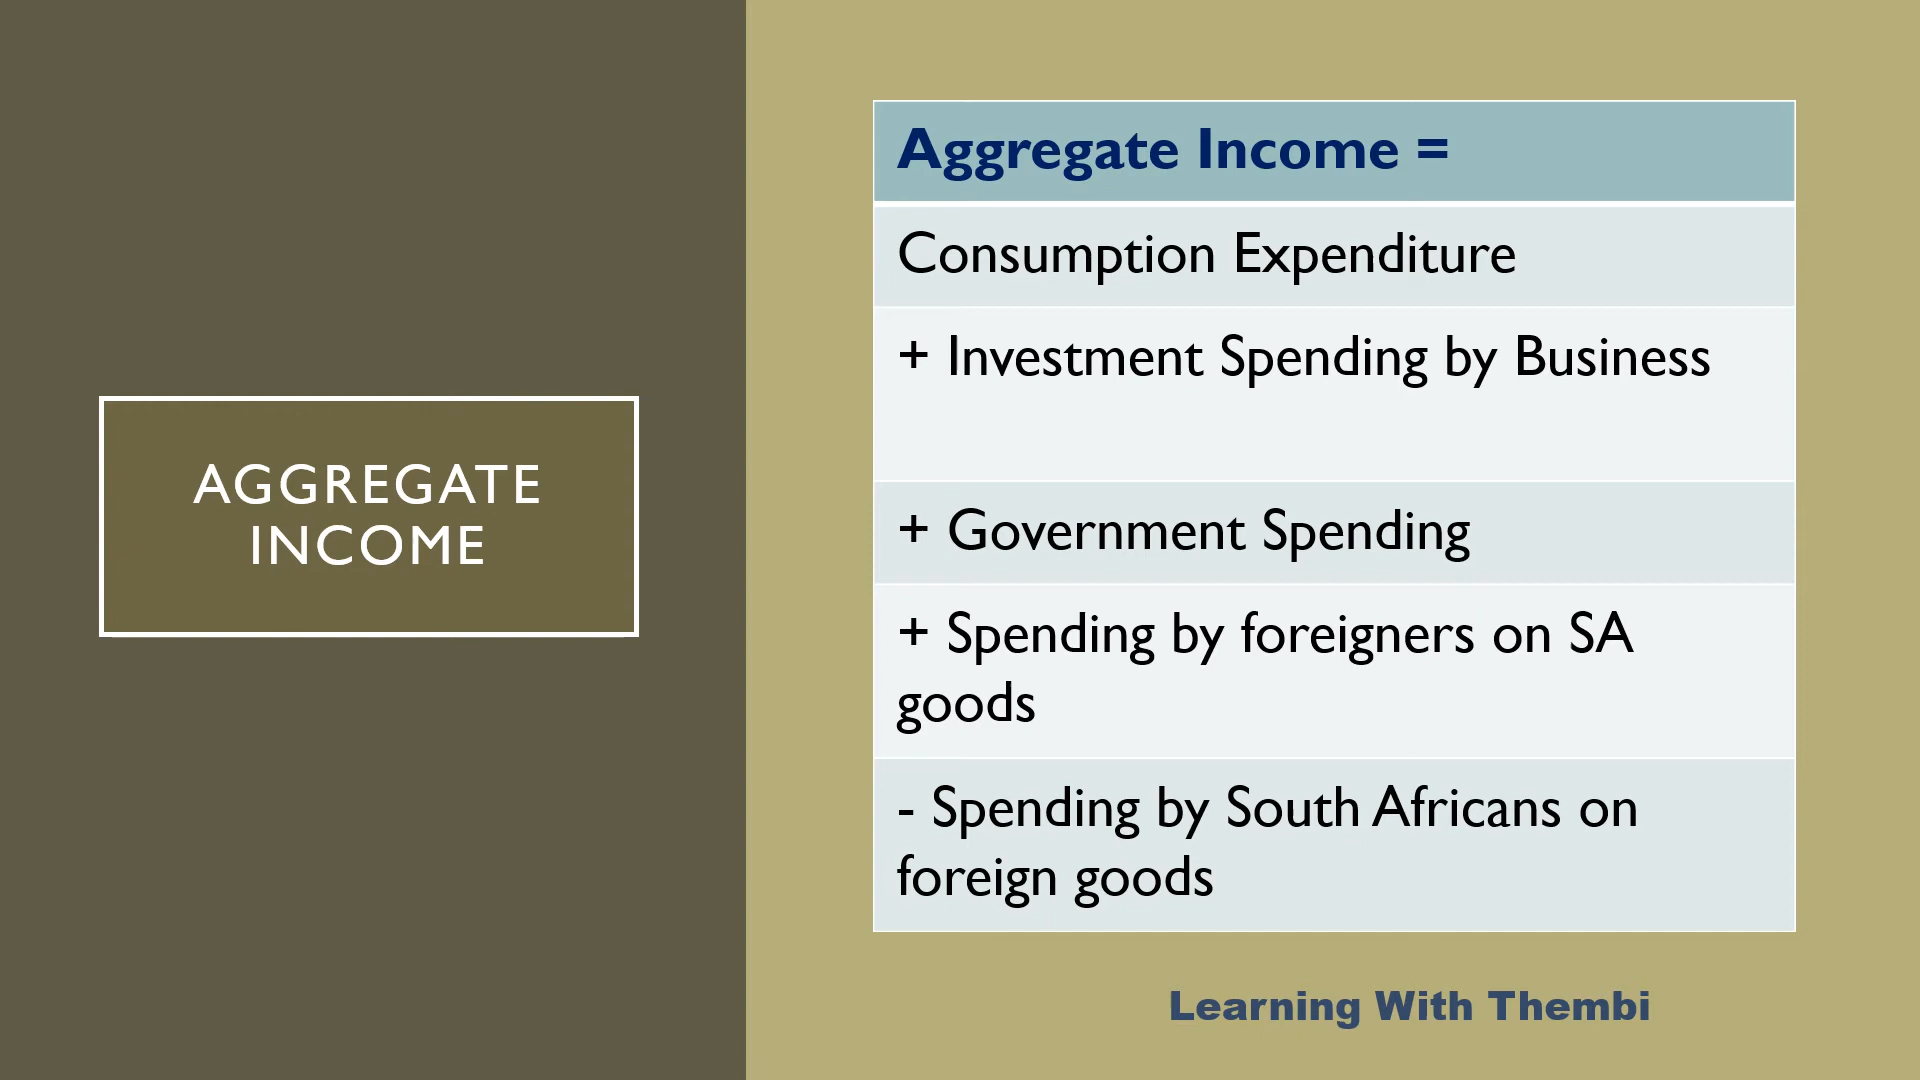 AGGREGATE
INCOME
Aggregate Income =
Consumption Expenditure
+ Investment Spending by Business
+ Government Spending
+ Spending by foreigners on SA
goods
- Spending by South Africans on
foreign goods
Learning With Thembi